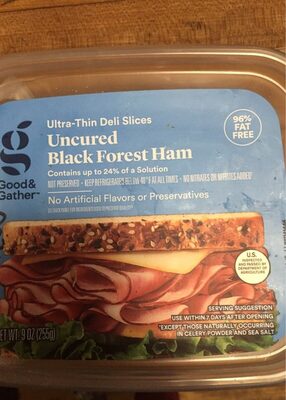 Ultra-Thin Deli Slices
96%
FAT
FREE
Uncured
Black Forest Ham
Contains up to 24% of a Solution
NOT PRESERVED - KEEP REFRIGERATED BELOW 40°F AT ALL TIMES - NO NITRATES OR NITRITES ADDED*
g
Good&
Gather™
No Artificial Flavors or Preservatives
U.S.
INSPECTED
AND PASSED BY
DEPARTMENT OF
AGRICULTURE
SERVING SUGGESTION
USE WITHIN 7 DAYS AFTER OPENING
*EXCEPT THOSE NATURALLY OCCURRING
IN CELERY POWDER AND SEA SALT
NET WT. 9 OZ (255g)